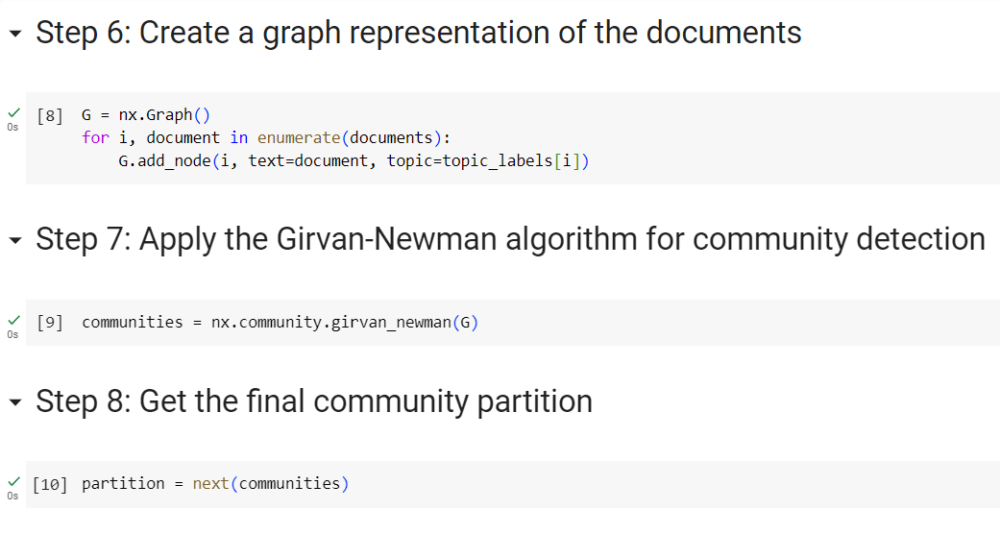 Step 6: Create a graph representation of the documents
0s
[8] G = nx.Graph()
for i, document in enumerate(documents):
G.add_node(i, text=document, topic=topic_labels[i])
Step 7: Apply the Girvan-Newman algorithm for community detection
0s
[9] communities = nx.community.girvan_newman(G)
Step 8: Get the final community partition
0s
[10] partition = next(communities)